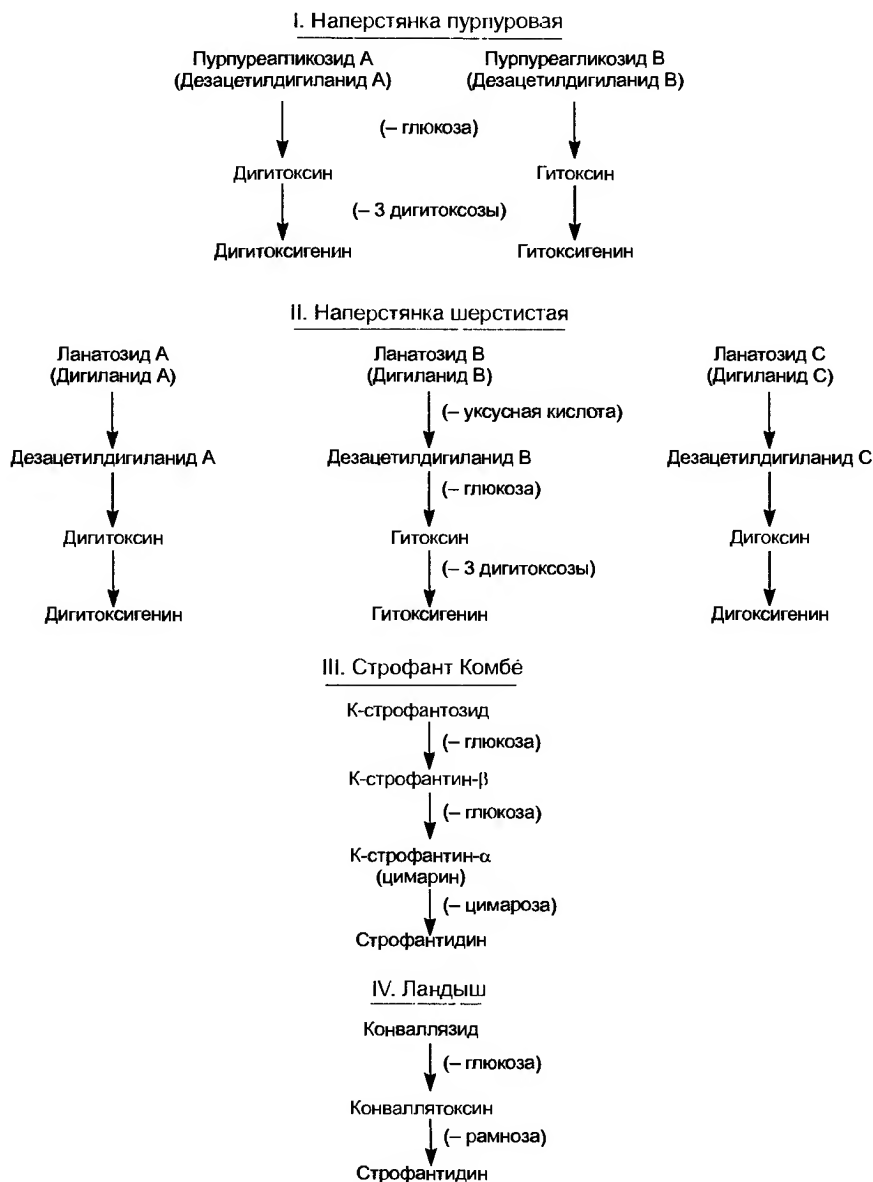 I. Наперстянка пурпуровая
Пурпуреагликозид А Пурпуреагликозид В
(Дезацетилдигиланид А) (Дезацетилдигиланид В)
(– глюкоза)
Дигитоксин Гитоксин
(– 3 дигитоксозы)
Дигитоксигенин Гитоксигенин
II. Наперстянка шерстистая
Ланатозид А Ланатозид В Ланатозид С
(Дигиланид А) (Дигиланид В) (Дигиланид С)
(– уксусная кислота)
Дезацетилдигиланид А Дезацетилдигиланид В Дезацетилдигиланид С
(– глюкоза)
Дигитоксин Гитоксин Дигоксин
(– 3 дигитоксозы)
Дигитоксигенин Гитоксигенин Дигоксигенин
III. Строфант Комбе
К-строфантозид
(– глюкоза)
К-строфантин-β
(– глюкоза)
К-строфантин-α
(цимарин)
(– цимароза)
Строфантидин
IV. Ландыш
Конваллязид
(– глюкоза)
Конваллятоксин
(– рамноза)
Строфантидин